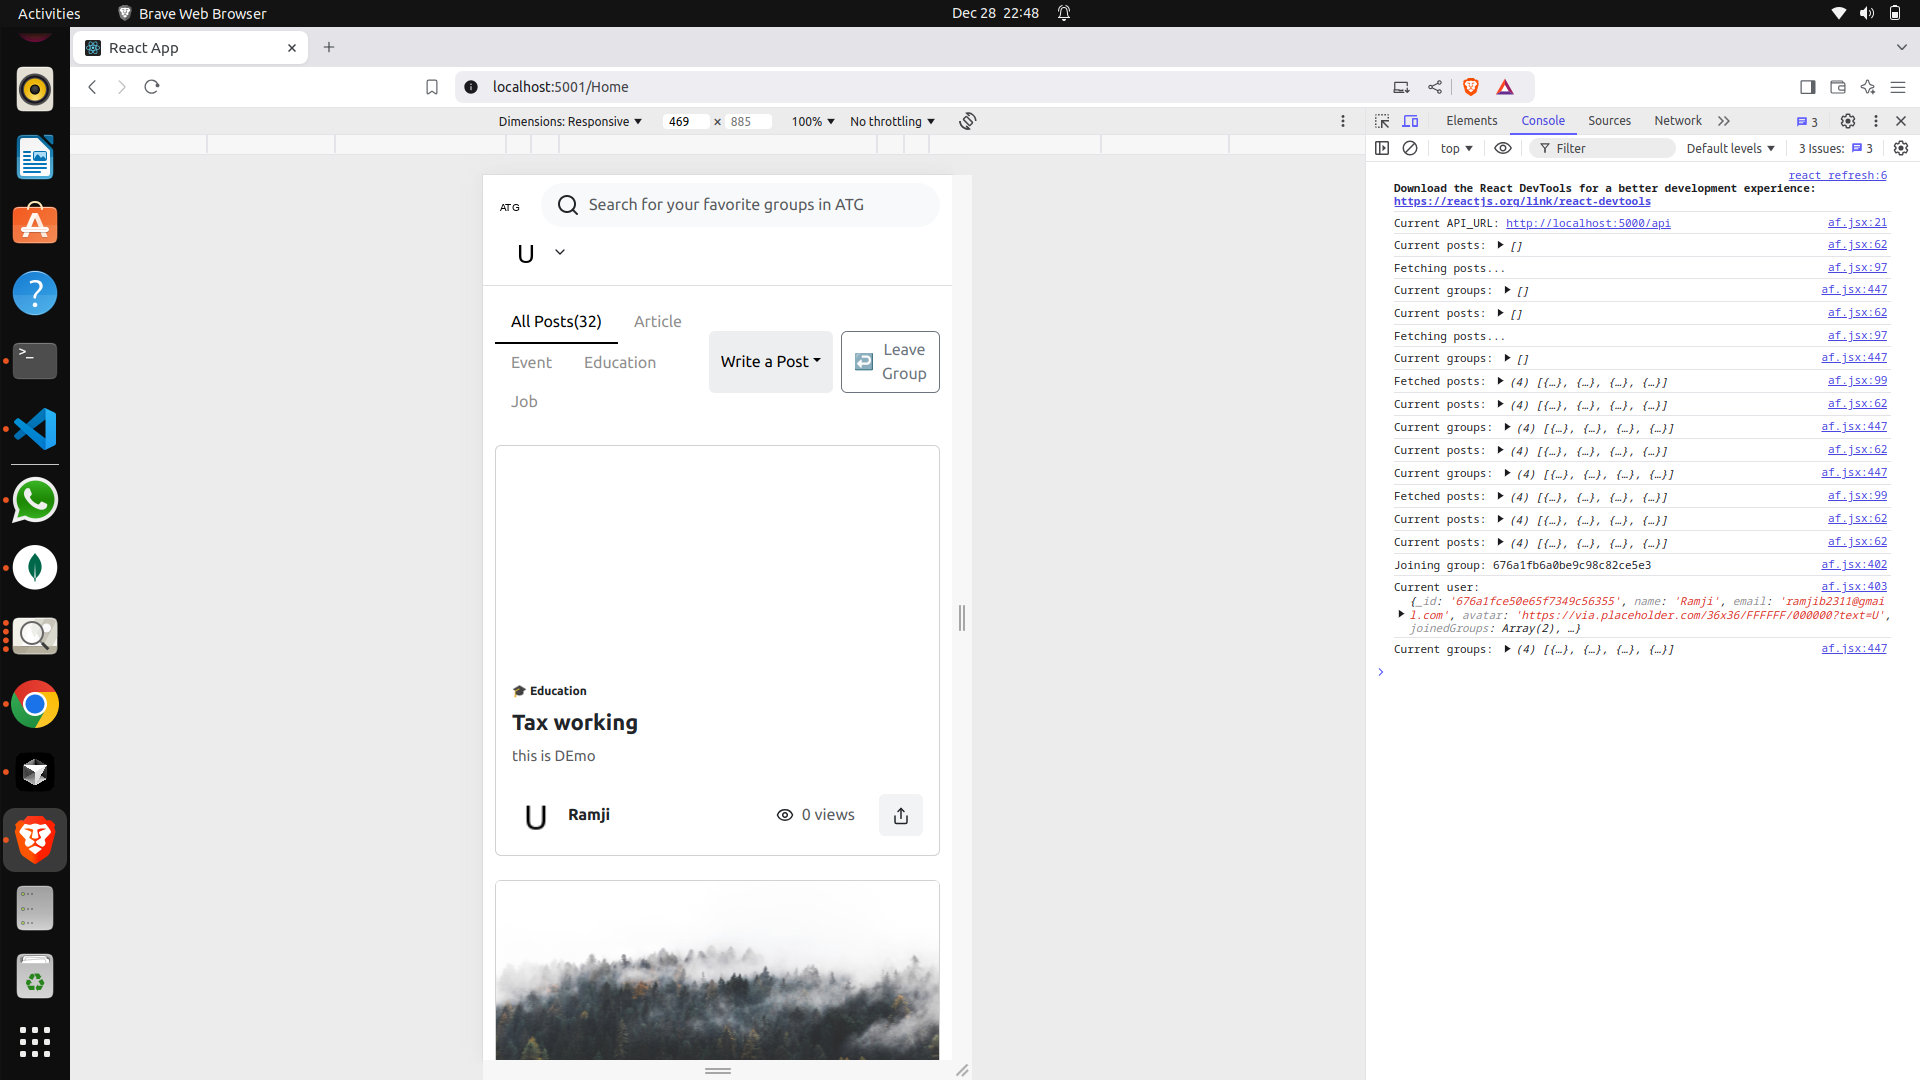 Activities
Brave Web Browser
Dec 28 22:48
React App
localhost:5001/Home
Dimensions: Responsive
469 × 885
100%
No throttling
Elements
Console
Sources
Network
3
top
Filter
Default levels
3 Issues: 3
ATG
Search for your favorite groups in ATG
U
All Posts(32)
Article
Event
Education
Job
Write a Post
Leave
Group
Education
Tax working
this is DEmo
U
Ramji
0 views
react refresh:6
Download the React DevTools for a better development experience:
https://reactjs.org/link/react-devtools
Current API_URL: http://localhost:5000/api af.jsx:21
Current posts: [] af.jsx:62
Fetching posts... af.jsx:97
Current groups: [] af.jsx:447
Current posts: [] af.jsx:62
Fetching posts... af.jsx:97
Current groups: [] af.jsx:447
Fetched posts: (4) [{…}, {…}, {…}, {…}] af.jsx:99
Current posts: (4) [{…}, {…}, {…}, {…}] af.jsx:62
Current groups: (4) [{…}, {…}, {…}, {…}] af.jsx:447
Current posts: (4) [{…}, {…}, {…}, {…}] af.jsx:62
Current groups: (4) [{…}, {…}, {…}, {…}] af.jsx:447
Fetched posts: (4) [{…}, {…}, {…}, {…}] af.jsx:99
Current posts: (4) [{…}, {…}, {…}, {…}] af.jsx:62
Current posts: (4) [{…}, {…}, {…}, {…}] af.jsx:62
Joining group: 676a1fb6a0be9c98c82ce5e3 af.jsx:402
Current user: af.jsx:403
{_id: '676a1fce50e65f7349c56355', name: 'Ramji', email: 'ramjib2311@gmai
l.com', avatar: 'https://via.placeholder.com/36x36/FFFFFF/000000?text=U',
joinedGroups: Array(2), …}
Current groups: (4) [{…}, {…}, {…}, {…}] af.jsx:447